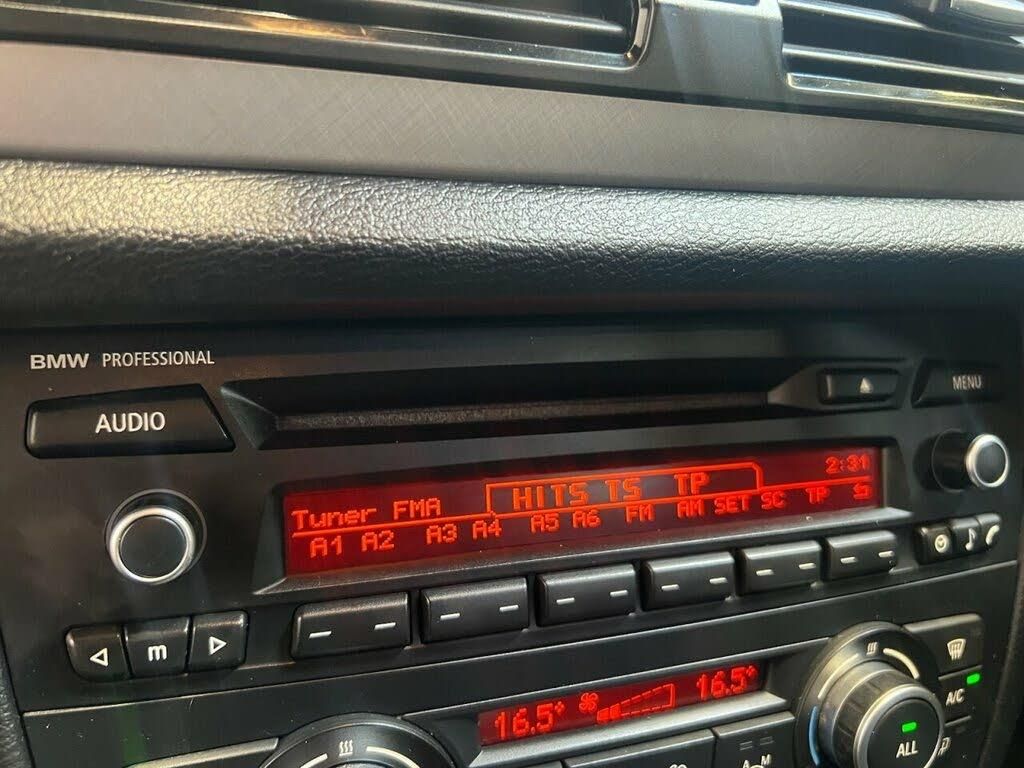 BMW PROFESSIONAL
AUDIO
MENU
2:31
Tuner FMA HITS TS TP
A1 A2 A3 A4 A5 A6 FM AM SET SC TP
m
16.5° 16.5°
A/C
ALL
A M